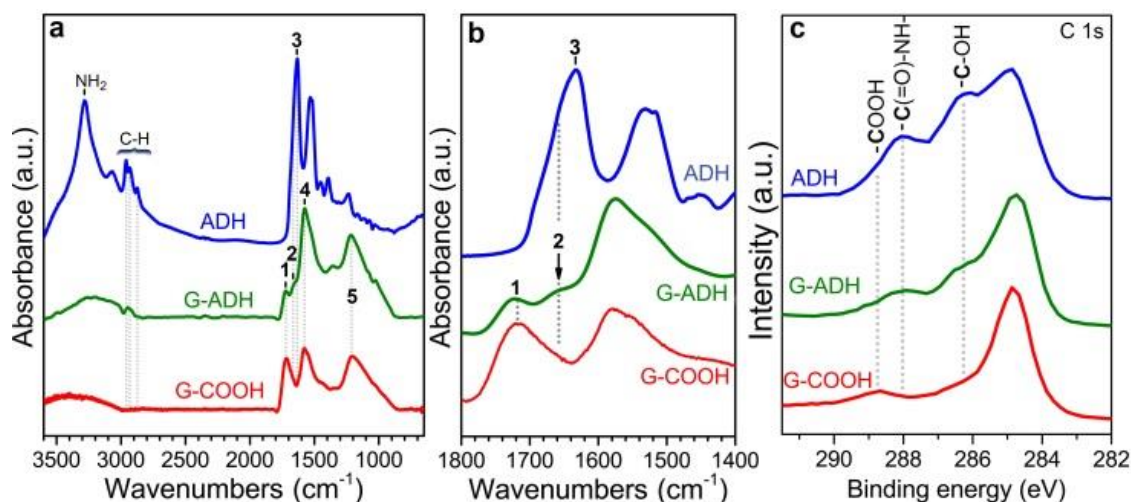 a
NH₂
C-H
3
4
1
2
5
ADH
G-ADH
G-COOH
Absorbance (a.u.)
3500 3000 2500 2000 1500 1000
Wavenumbers (cm⁻¹)
b
3
2
1
ADH
G-ADH
G-COOH
Absorbance (a.u.)
1800 1700 1600 1500 1400
Wavenumbers (cm⁻¹)
c
C 1s
COOH
C(=O)-NH
C-OH
ADH
G-ADH
G-COOH
Intensity (a.u.)
290 288 286 284 282
Binding energy (eV)